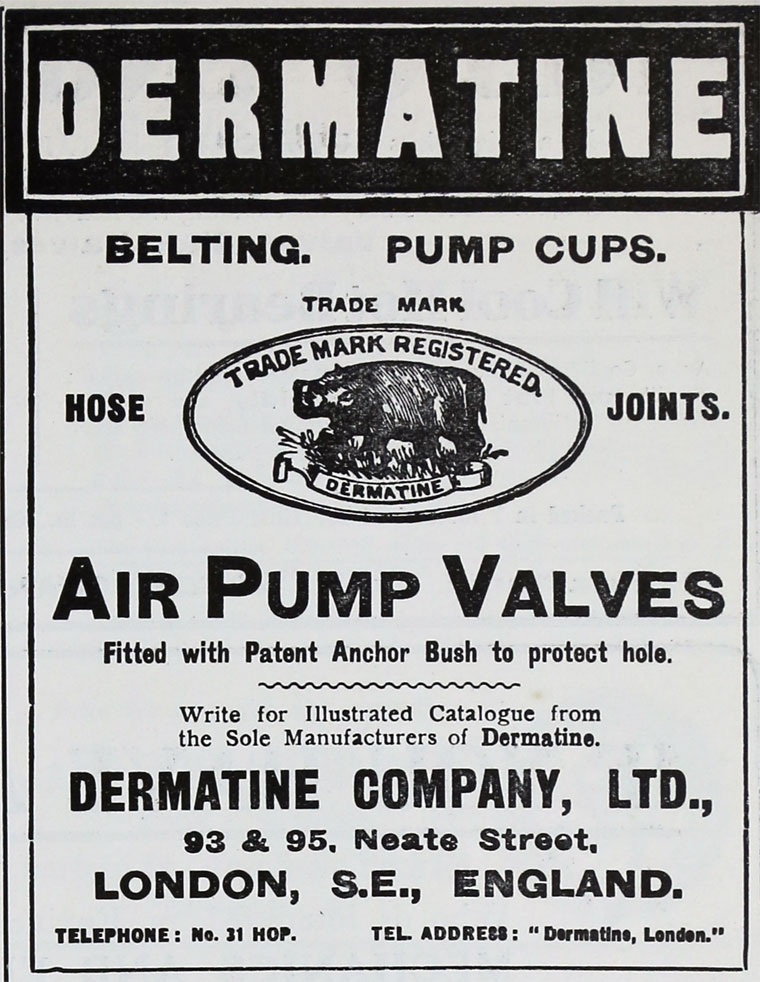 DERMATINE
BELTING. PUMP CUPS.
TRADE MARK
TRADE MARK REGISTERED.
HOSE JOINTS.
DERMATINE
AIR PUMP VALVES
Fitted with Patent Anchor Bush to protect hole.
Write for Illustrated Catalogue from
the Sole Manufacturers of Dermatine.
DERMATINE COMPANY, LTD.,
93 & 95, Neate Street,
LONDON, S.E., ENGLAND.
TELEPHONE: No. 31 HOP. TEL. ADDRESS: "Dermatine, London."